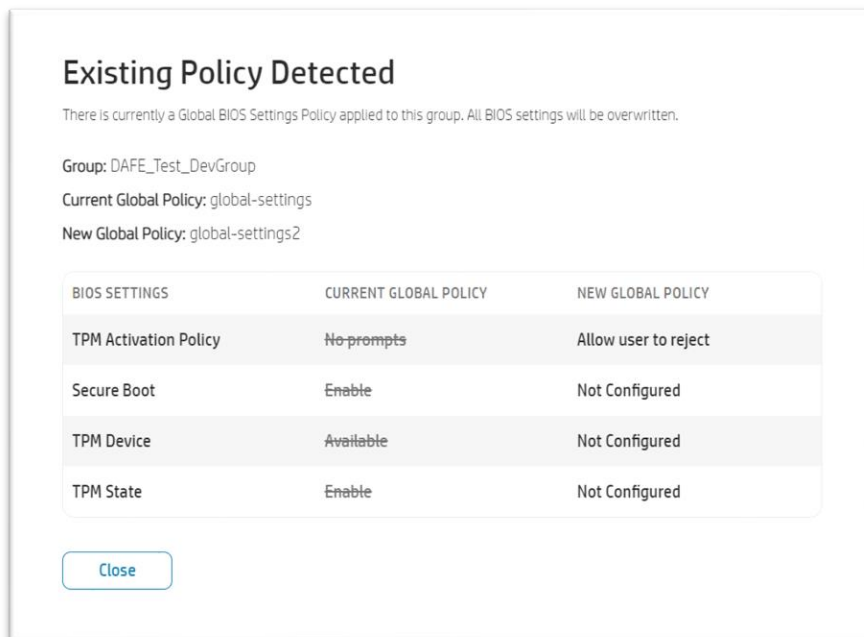 Existing Policy Detected
There is currently a Global BIOS Settings Policy applied to this group. All BIOS settings will be overwritten.
Group: DAFE_Test_DevGroup
Current Global Policy: global-settings
New Global Policy: global-settings2
BIOS SETTINGS CURRENT GLOBAL POLICY NEW GLOBAL POLICY
TPM Activation Policy No prompts Allow user to reject
Secure Boot Enable Not Configured
TPM Device Available Not Configured
TPM State Enable Not Configured
Close